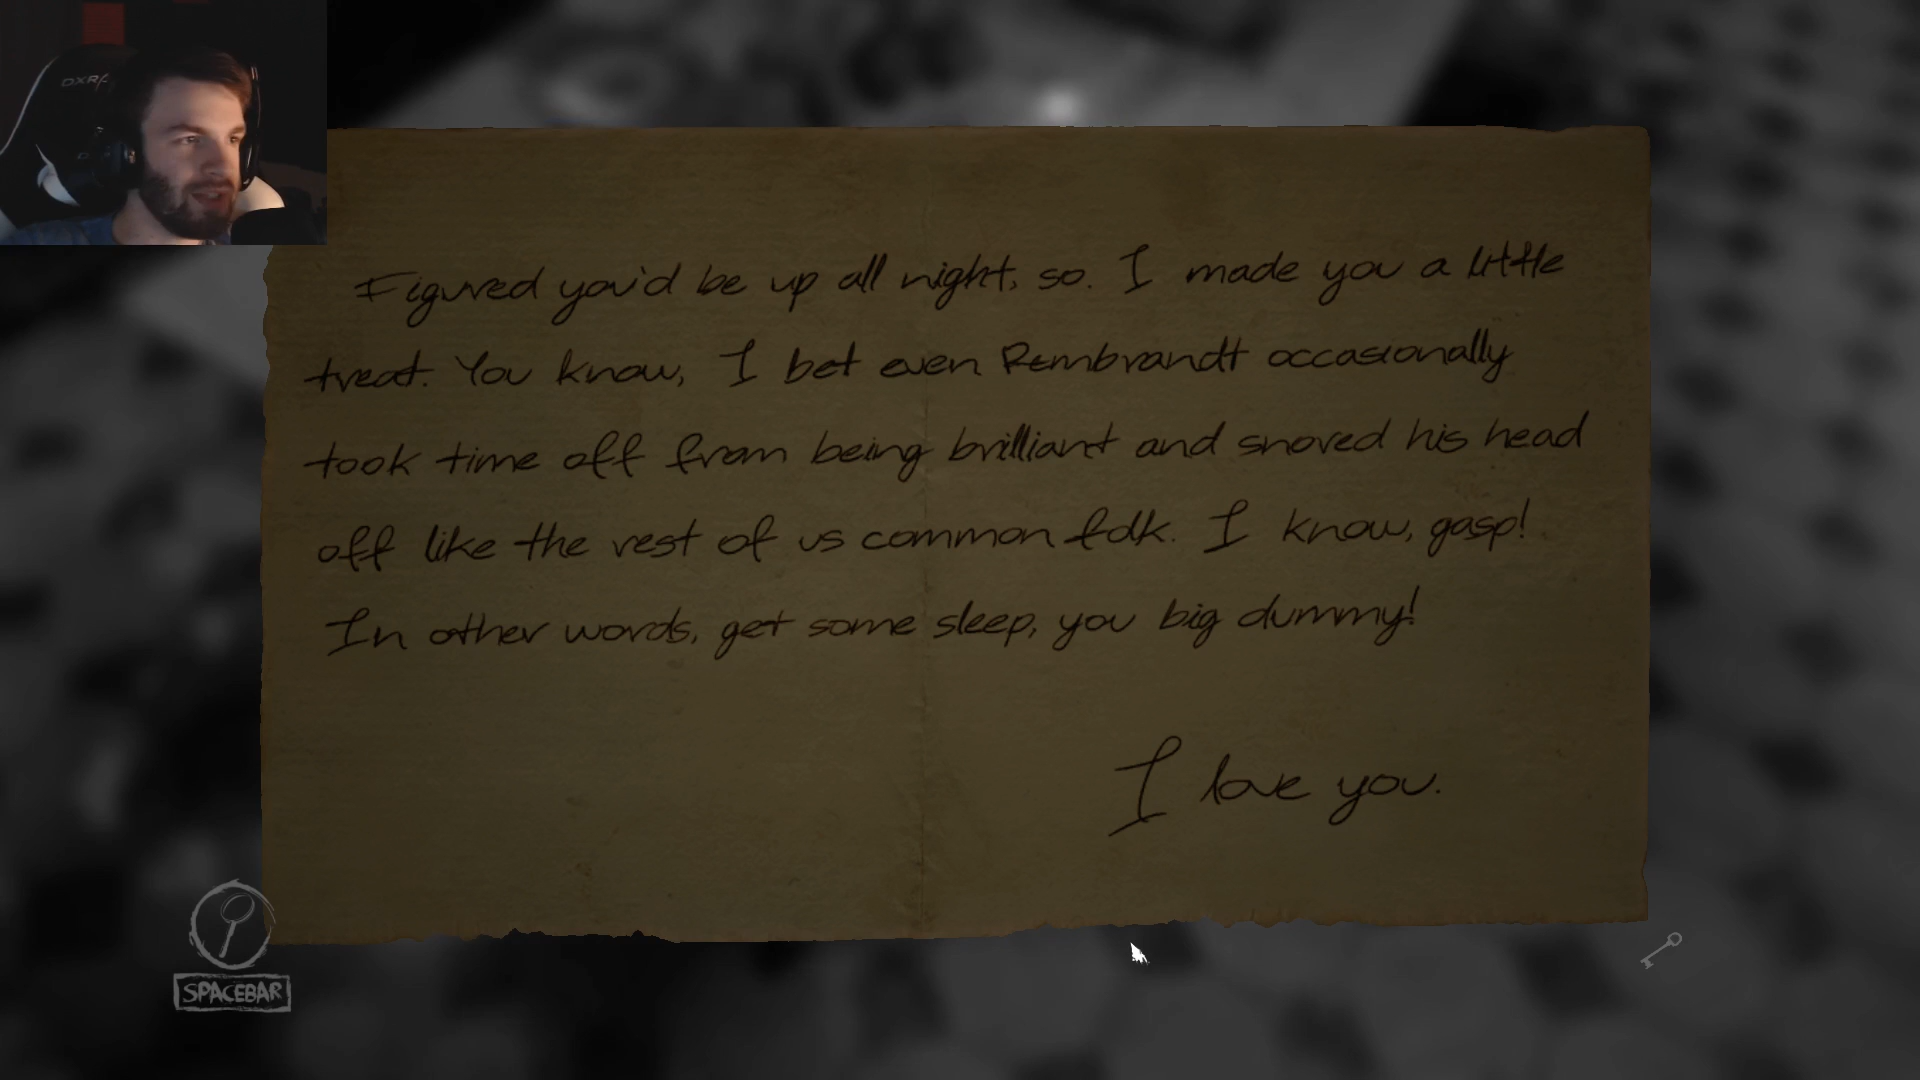 DXRA
Figured you'd be up all night, so. I made you a little
treat. You know, I bet even Rembrandt occasionally
took time off from being brilliant and snored his head
off like the rest of us common folk. I know, gasp!
In other words, get some sleep, you big dummy!
I love you.
SPACEBAR